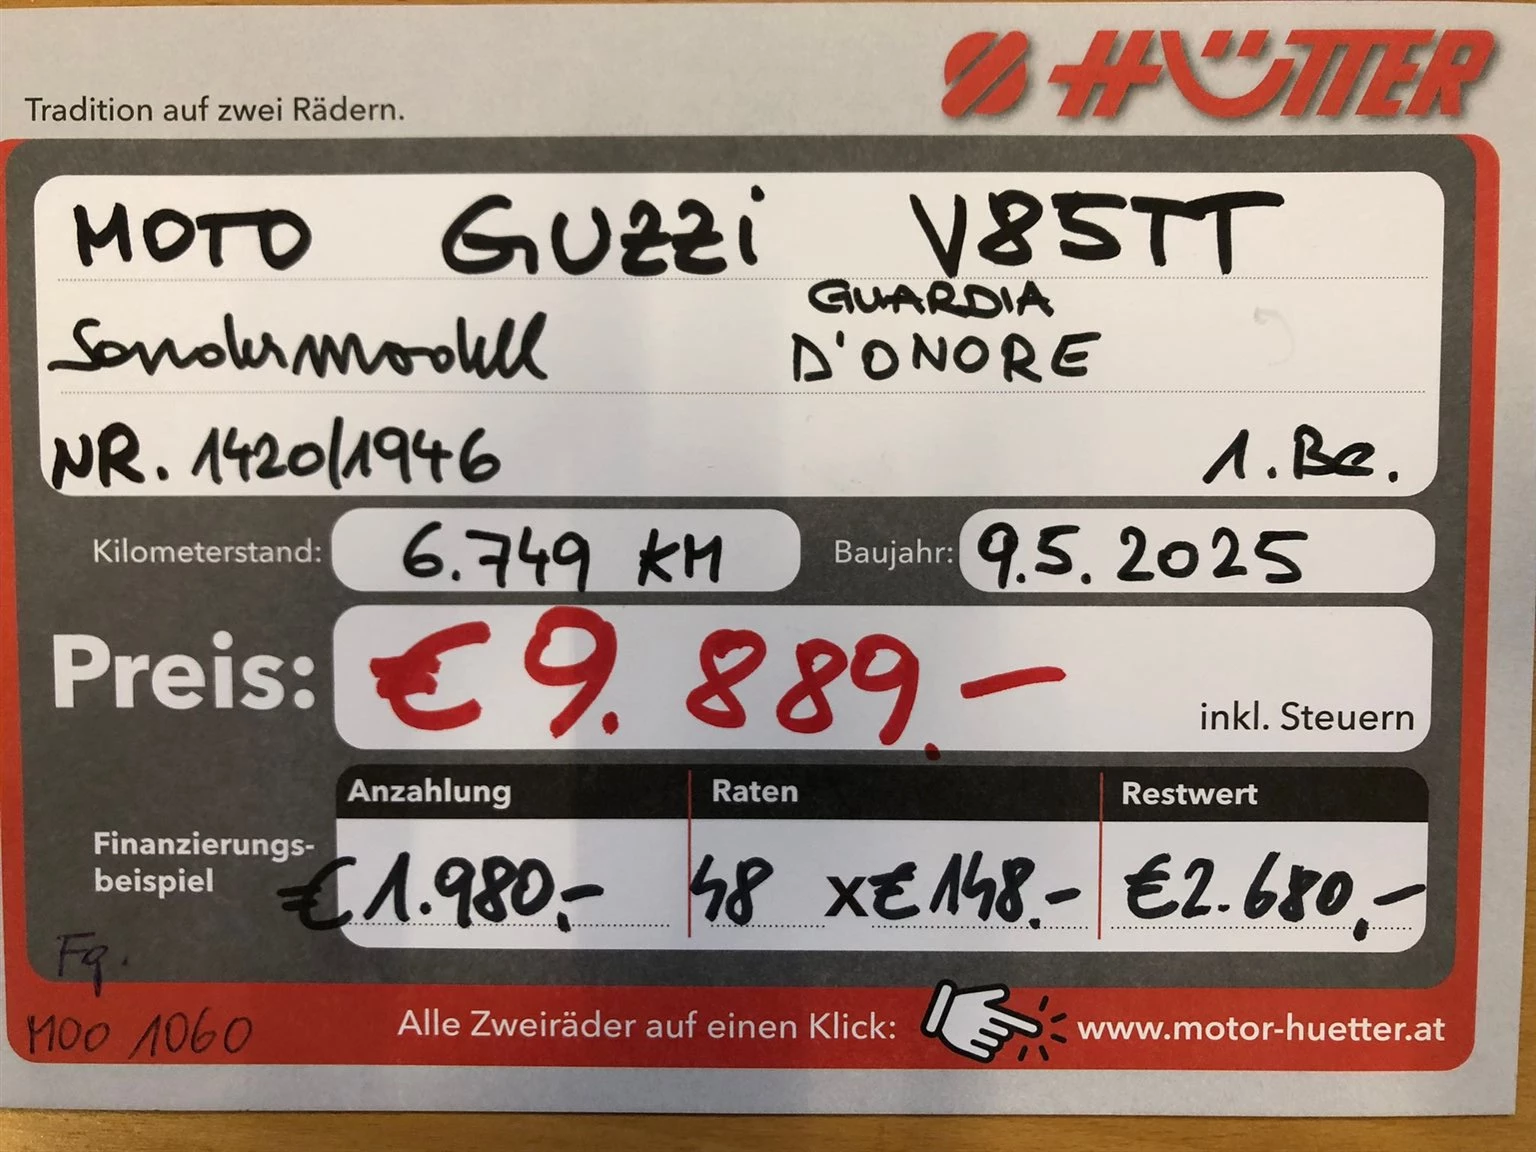 HÜTTER
Tradition auf zwei Rädern.
MOTO GUZZI V85TT
Sondermodell GUARDIA D'ONORE
NR. 1420/1946 1. Be.
Kilometerstand: 6.749 KM Baujahr: 9.5.2025
Preis: € 9.889,- inkl. Steuern
Anzahlung Raten Restwert
Finanzierungs-
beispiel
€ 1.980,- 48 x € 148,- € 2.680,-
Fq.
MOO 1060
Alle Zweiräder auf einen Klick: www.motor-huetter.at